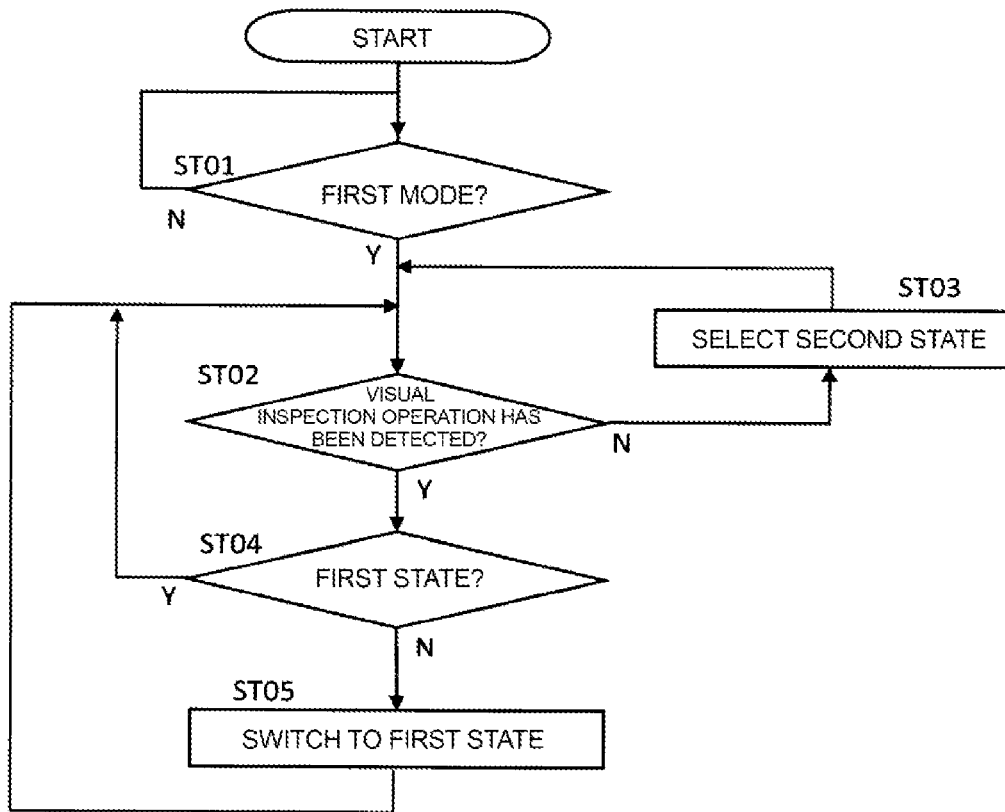 START
ST01
FIRST MODE?
N
Y
ST03
SELECT SECOND STATE
ST02
VISUAL
INSPECTION OPERATION HAS
BEEN DETECTED?
N
Y
ST04
FIRST STATE?
Y
N
ST05
SWITCH TO FIRST STATE